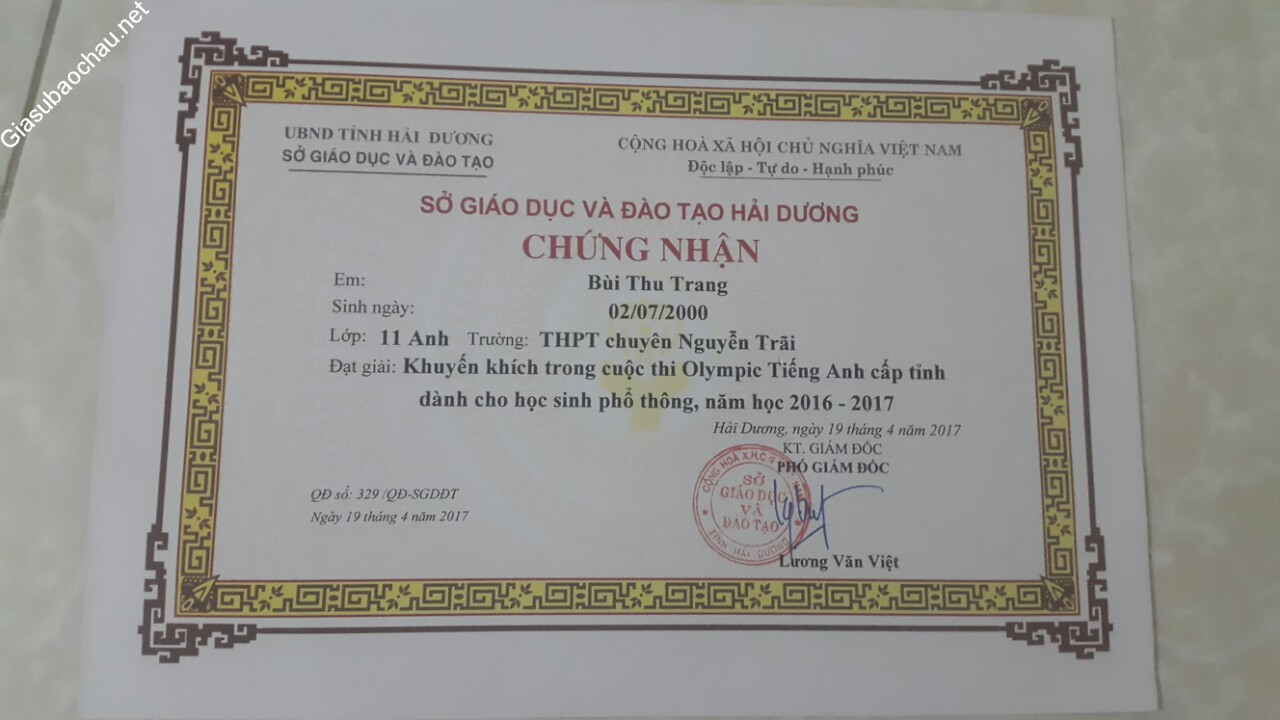 Giasubaochau.net
UBND TỈNH HẢI DƯƠNG
SỞ GIÁO DỤC VÀ ĐÀO TẠO
CỘNG HOÀ XÃ HỘI CHỦ NGHĨA VIỆT NAM
Độc lập - Tự do - Hạnh phúc
SỞ GIÁO DỤC VÀ ĐÀO TẠO HẢI DƯƠNG
CHỨNG NHẬN
Em: Bùi Thu Trang
Sinh ngày: 02/07/2000
Lớp: 11 Anh Trường: THPT chuyên Nguyễn Trãi
Đạt giải: Khuyến khích trong cuộc thi Olympic Tiếng Anh cấp tỉnh
dành cho học sinh phổ thông, năm học 2016 - 2017
Hải Dương, ngày 19 tháng 4 năm 2017
KT. GIÁM ĐỐC
PHÓ GIÁM ĐỐC
QĐ số: 329 /QĐ-SGDĐT
Ngày 19 tháng 4 năm 2017
CỘNG HOÀ X.H.C.N
SỞ
GIÁO DỤC
VÀ
ĐÀO TẠO
TỈNH HẢI DƯƠNG
Lương Văn Việt